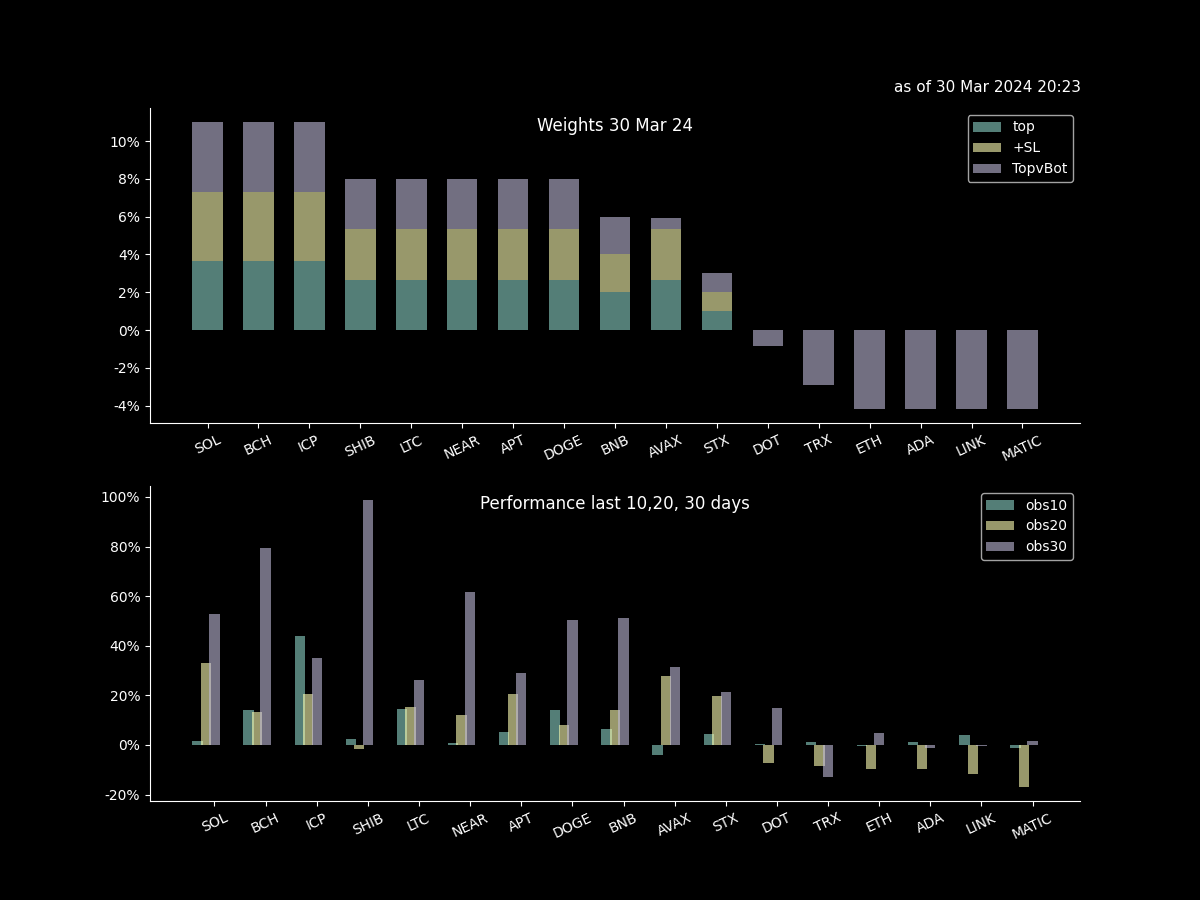 as of 30 Mar 2024 20:23
Weights 30 Mar 24
top
+SL
TopvBot
10%
8%
6%
4%
2%
0%
-2%
-4%
SOL BCH ICP SHIB LTC NEAR APT DOGE BNB AVAX STX DOT TRX ETH ADA LINK MATIC
Performance last 10,20, 30 days
obs10
obs20
obs30
100%
80%
60%
40%
20%
0%
-20%
SOL BCH ICP SHIB LTC NEAR APT DOGE BNB AVAX STX DOT TRX ETH ADA LINK MATIC